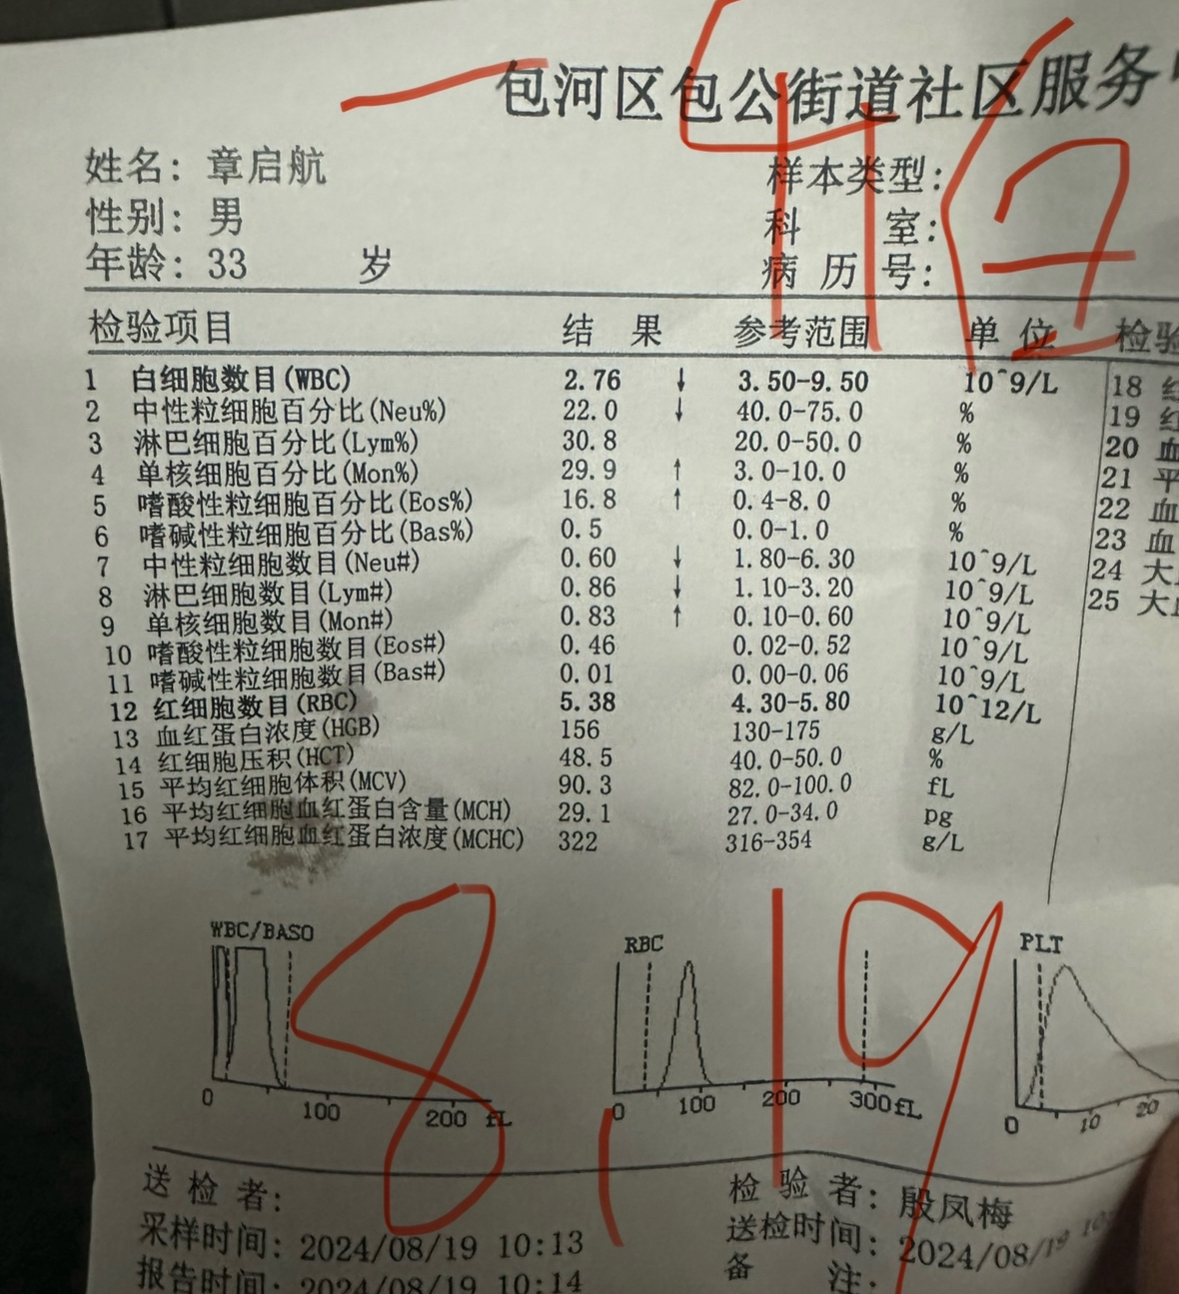 包河区包公街道社区服务
姓名：章启航
样本类型：
性别：男
科 室：
年龄：33 岁
病 历 号：
检验项目 结 果 参考范围 单 位 检验
1 白细胞数目(WBC) 2.76 ↓ 3.50-9.50 10^9/L
2 中性粒细胞百分比(Neu%) 22.0 ↓ 40.0-75.0 %
3 淋巴细胞百分比(Lym%) 30.8 20.0-50.0 %
4 单核细胞百分比(Mon%) 29.9 ↑ 3.0-10.0 %
5 嗜酸性粒细胞百分比(Eos%) 16.8 ↑ 0.4-8.0 %
6 嗜碱性粒细胞百分比(Bas%) 0.5 0.0-1.0 %
7 中性粒细胞数目(Neu#) 0.60 ↓ 1.80-6.30 10^9/L
8 淋巴细胞数目(Lym#) 0.86 ↓ 1.10-3.20 10^9/L
9 单核细胞数目(Mon#) 0.83 ↑ 0.10-0.60 10^9/L
10 嗜酸性粒细胞数目(Eos#) 0.46 0.02-0.52 10^9/L
11 嗜碱性粒细胞数目(Bas#) 0.01 0.00-0.06 10^9/L
12 红细胞数目(RBC) 5.38 4.30-5.80 10^12/L
13 血红蛋白浓度(HGB) 156 130-175 g/L
14 红细胞压积(HCT) 48.5 40.0-50.0 %
15 平均红细胞体积(MCV) 90.3 82.0-100.0 fL
16 平均红细胞血红蛋白含量(MCH) 29.1 27.0-34.0 pg
17 平均红细胞血红蛋白浓度(MCHC) 322 316-354 g/L
18 红
19 红
20 血
21 平
22 血
23 血
24 大
25 大
WBC/BASO
0 100 200 fL
RBC
0 100 200 300 fL
PLT
0 10 20
8.19
送 检 者：
检 验 者：殷凤梅
采样时间：2024/08/19 10:13
送检时间：2024/08/19
报告时间：2024/08/19 10:14
备 注：